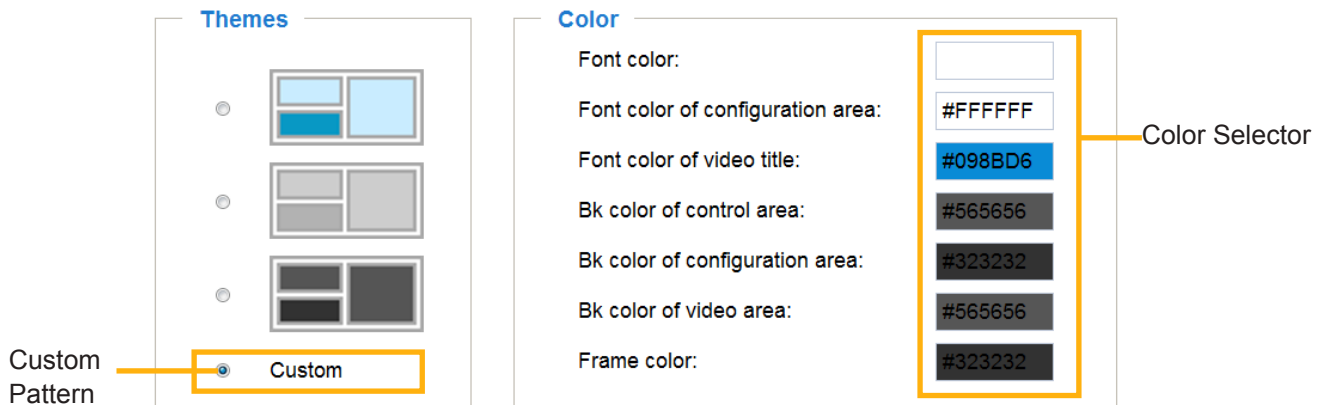 Themes
Custom
Custom
Pattern
Color
Font color:
Font color of configuration area: #FFFFFF
Font color of video title: #098BD6
Bk color of control area: #565656
Bk color of configuration area: #323232
Bk color of video area: #565656
Frame color: #323232
Color Selector